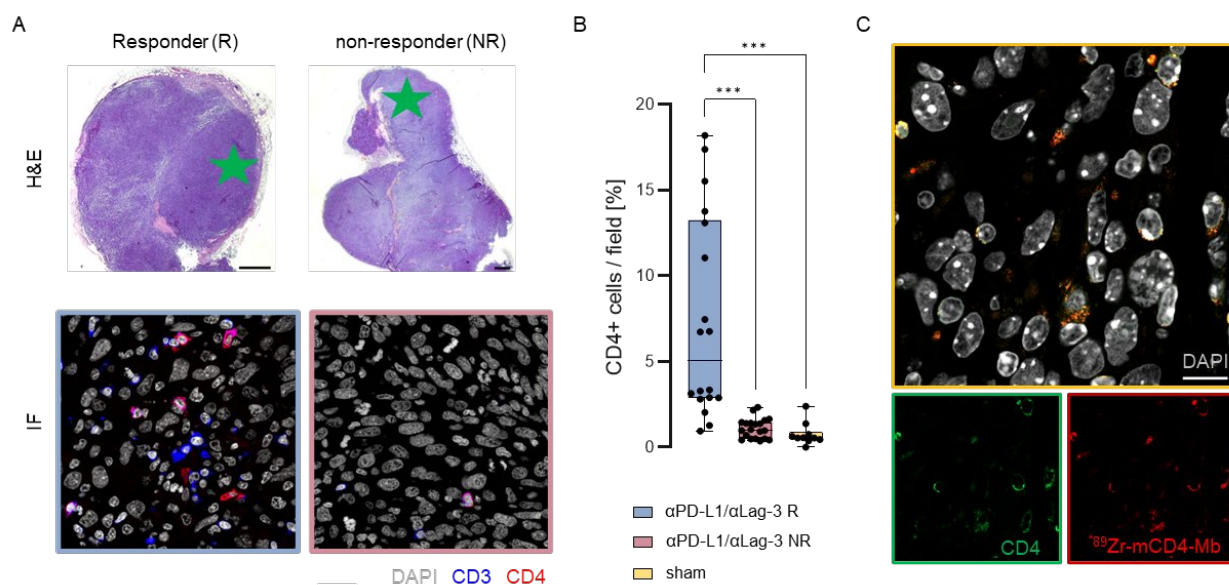 A
Responder (R)
non-responder (NR)
H&E
IF
DAPI CD3 CD4
B
***
***
CD4+ cells / field [%]
20
15
10
5
0
αPD-L1/αLag-3 R
αPD-L1/αLag-3 NR
sham
C
DAPI
CD4
*89Zr-mCD4-Mb